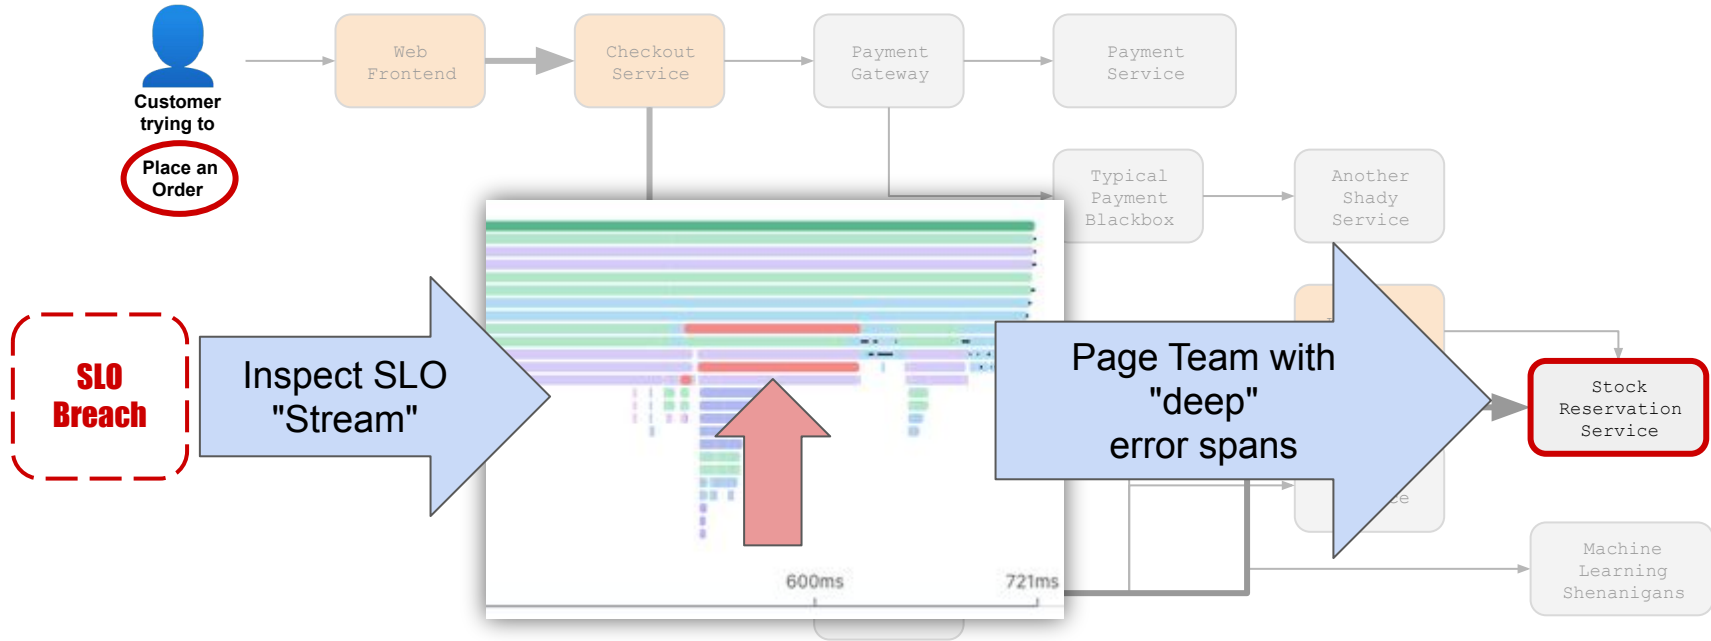 Web
Frontend
Checkout
Service
Payment
Gateway
Payment
Service
Customer
trying to
Place an
Order
Typical
Payment
Blackbox
Another
Shady
Service
SLO
Breach
Inspect SLO
"Stream"
Page Team with
"deep"
error spans
Stock
Reservation
Service
600ms
721ms
Machine
Learning
Shenanigans